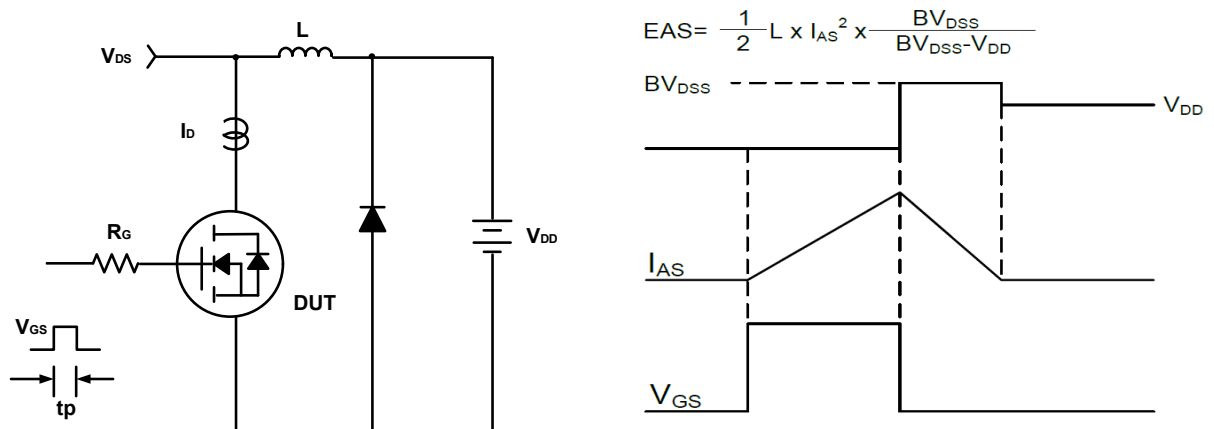 L
VDS
ID
RG
VDD
DUT
VGS
tp
EAS= 1/2 L x IAS² x BVDSS/BVDSS-VDD
BVDSS
VDD
IAS
VGS